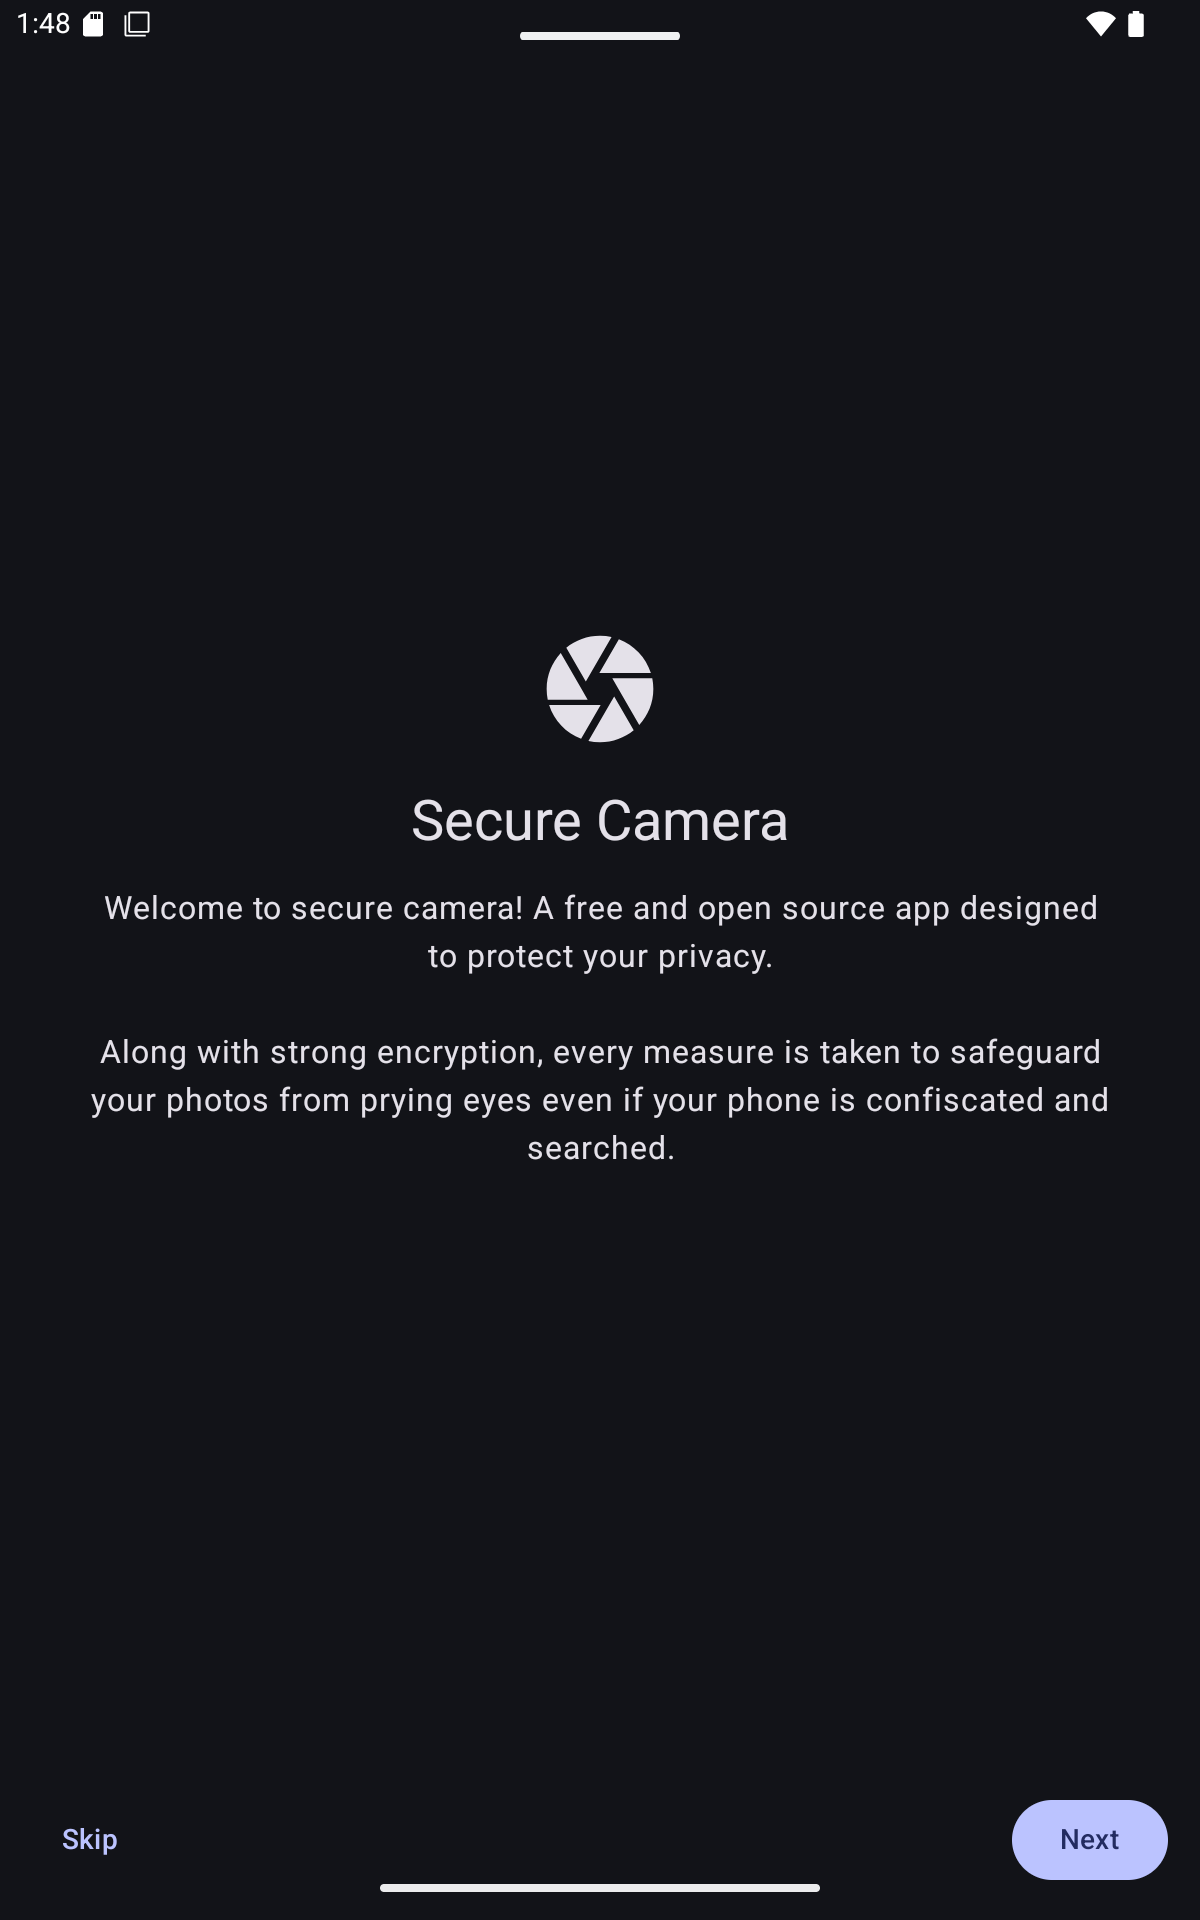 1:48
Secure Camera
Welcome to secure camera! A free and open source app designed
to protect your privacy.
Along with strong encryption, every measure is taken to safeguard
your photos from prying eyes even if your phone is confiscated and
searched.
Skip
Next